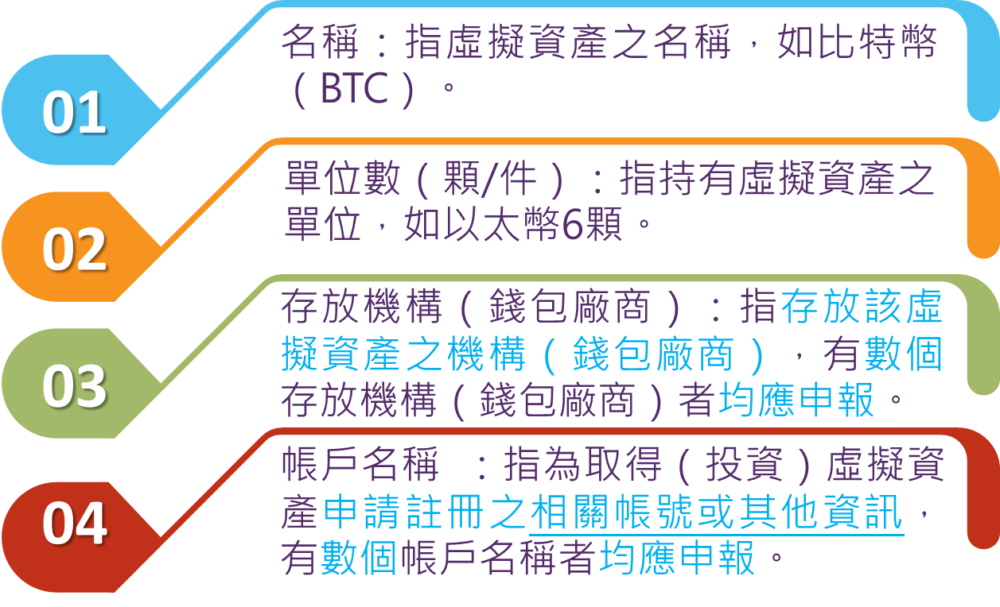 01
名稱：指虛擬資產之名稱，如比特幣
（BTC）。
02
單位數（顆/件）：指持有虛擬資產之
單位，如以太幣6顆。
03
存放機構（錢包廠商）：指存放該虛
擬資產之機構（錢包廠商），有數個
存放機構（錢包廠商）者均應申報。
04
帳戶名稱 ：指為取得（投資）虛擬資
產申請註冊之相關帳號或其他資訊，
有數個帳戶名稱者均應申報。